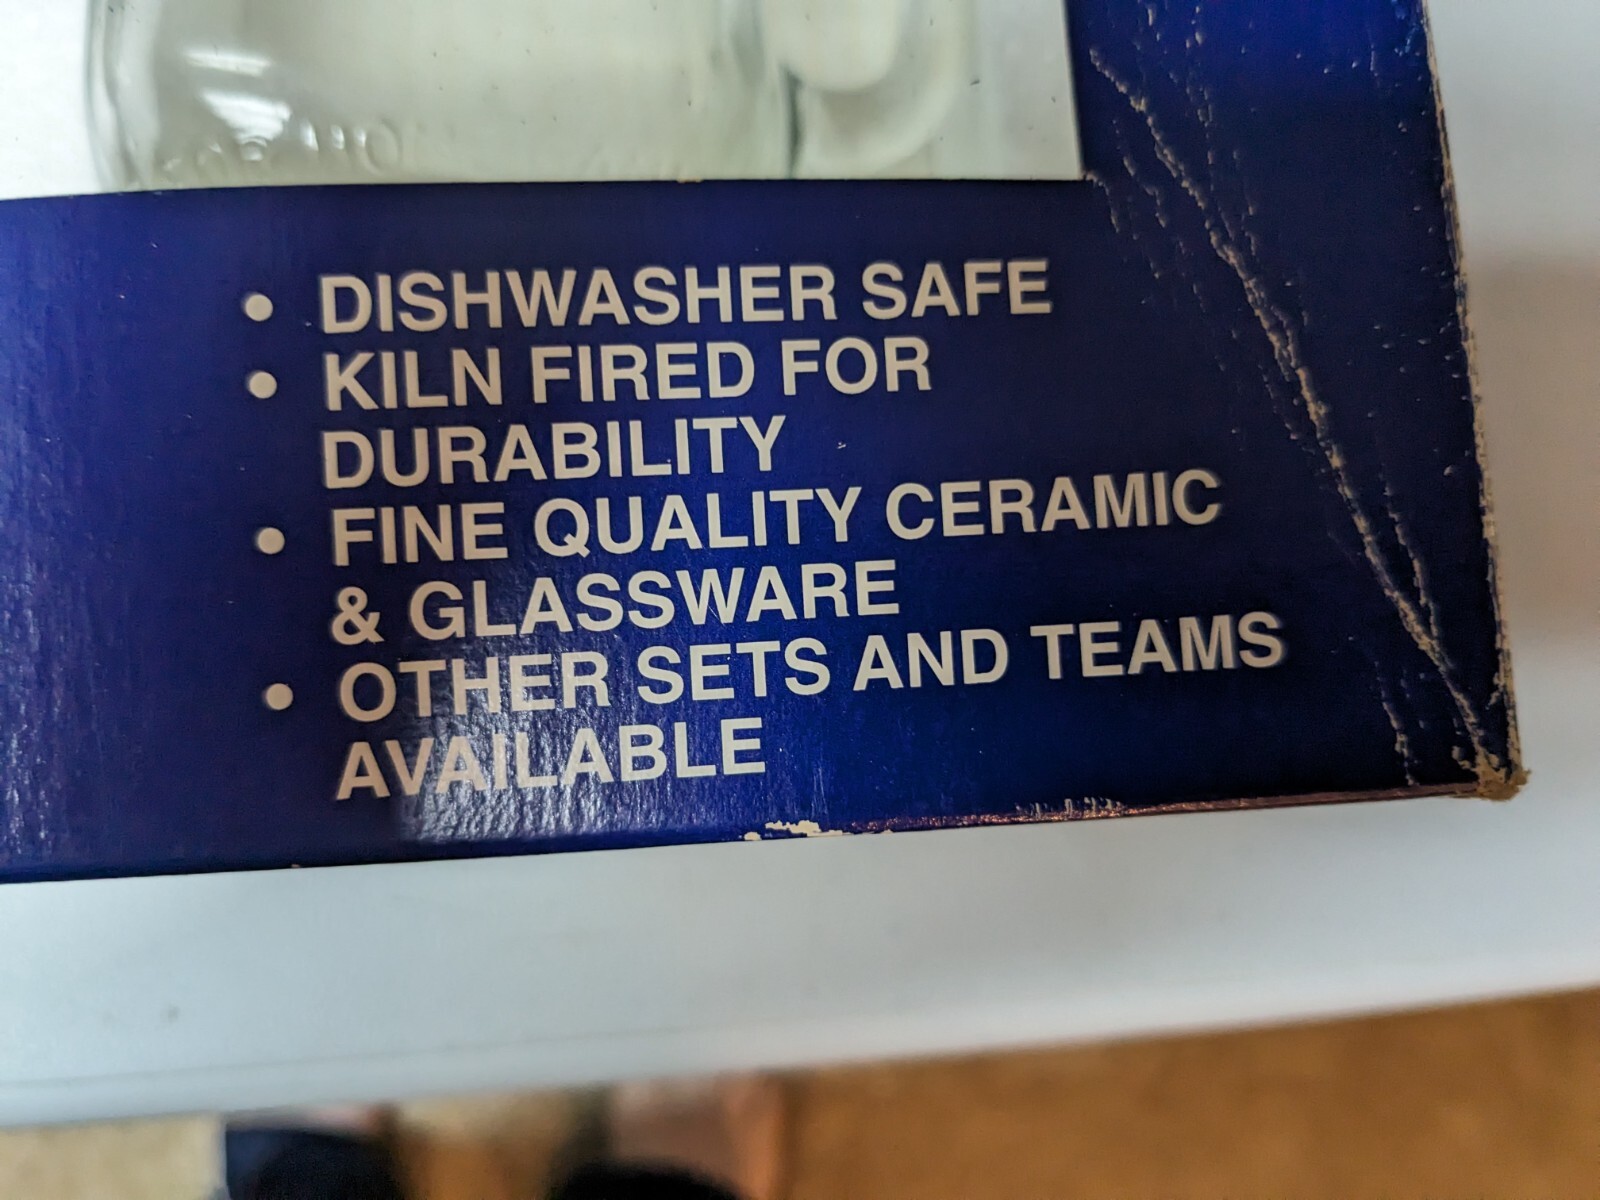 • DISHWASHER SAFE
• KILN FIRED FOR
DURABILITY
• FINE QUALITY CERAMIC
& GLASSWARE
• OTHER SETS AND TEAMS
AVAILABLE